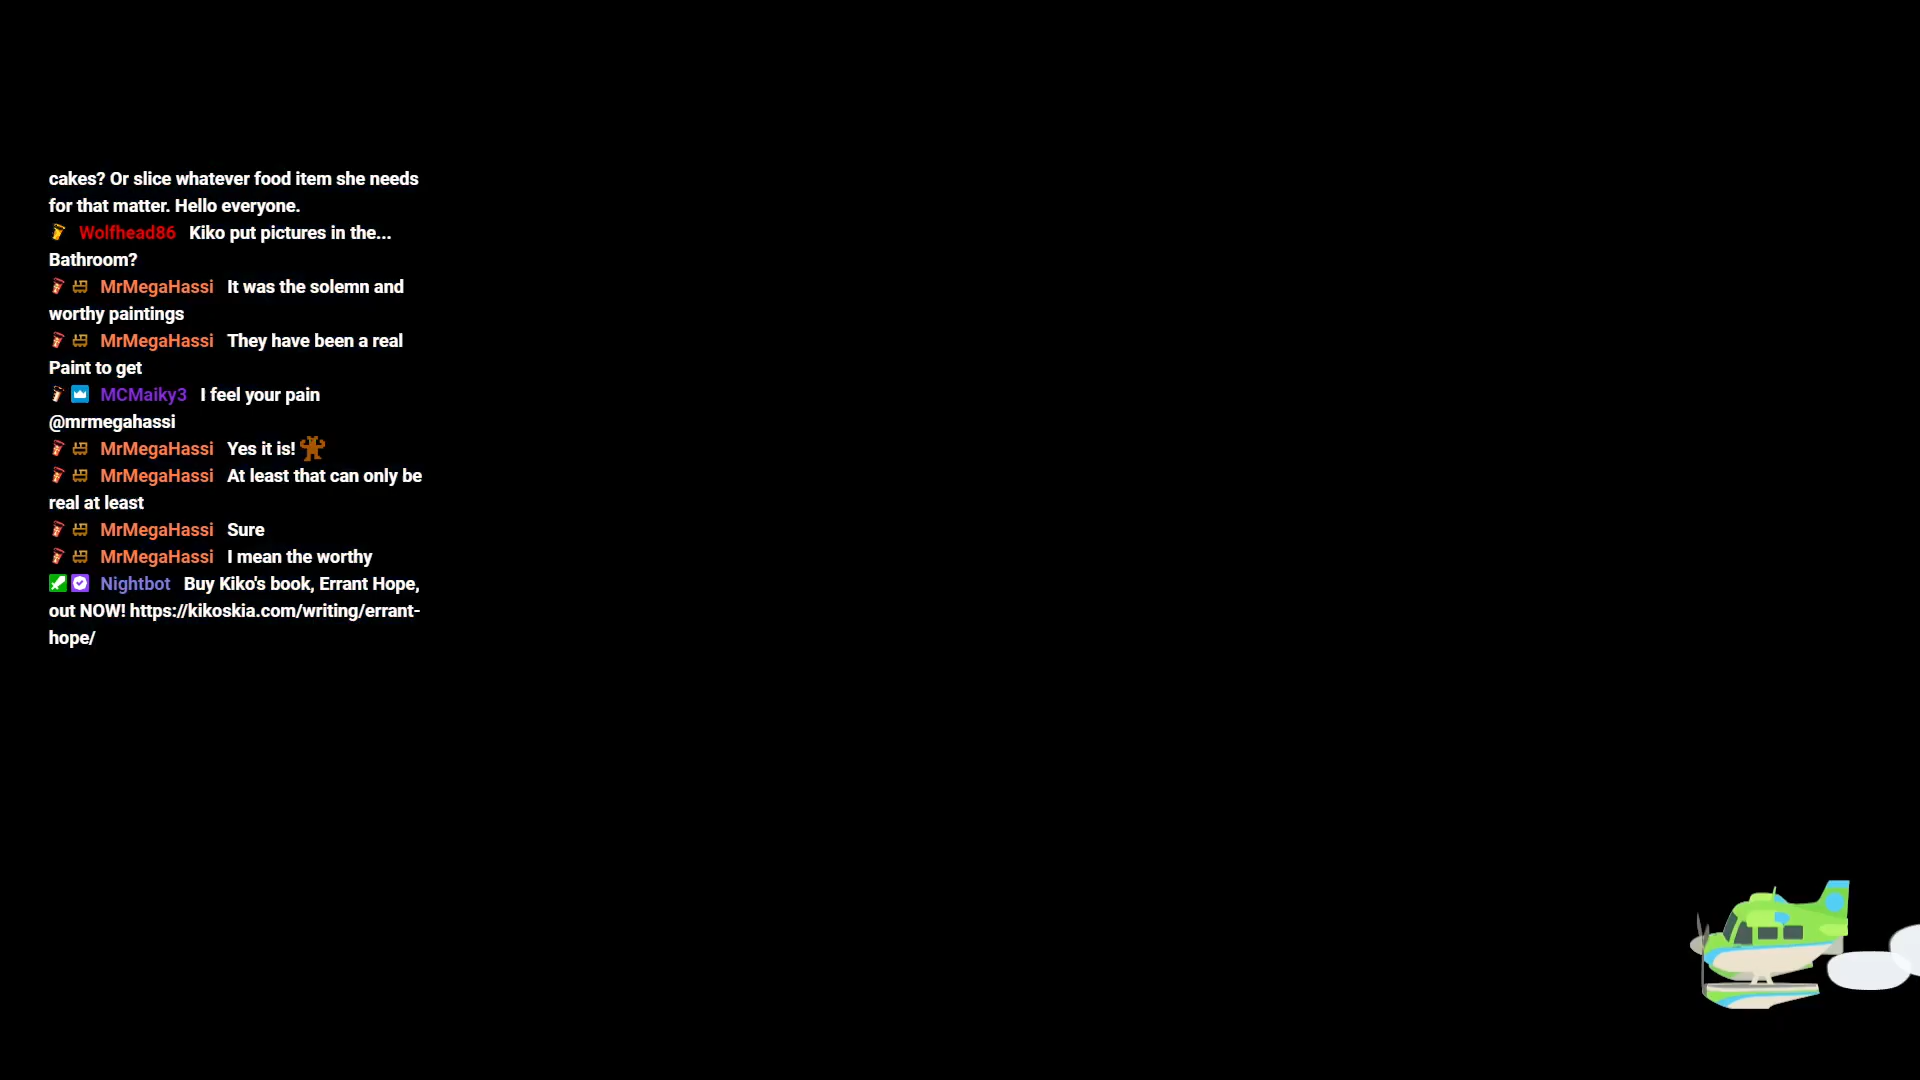 cakes? Or slice whatever food item she needs
for that matter. Hello everyone.
Wolfhead86 Kiko put pictures in the...
Bathroom?
MrMegaHassi It was the solemn and
worthy paintings
MrMegaHassi They have been a real
Paint to get
MCMaiky3 I feel your pain
@mrmegahassi
MrMegaHassi Yes it is!
MrMegaHassi At least that can only be
real at least
MrMegaHassi Sure
MrMegaHassi I mean the worthy
Nightbot Buy Kiko's book, Errant Hope,
out NOW! https://kikoskia.com/writing/errant-
hope/